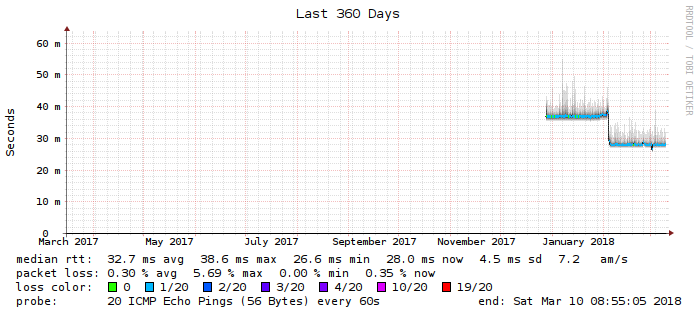 Last 360 Days
RRDTOOL / TOBI OETIKER
Seconds
60 m
50 m
40 m
30 m
20 m
10 m
0
March 2017 May 2017 July 2017 September 2017 November 2017 January 2018
median rtt: 32.7 ms avg 38.6 ms max 26.6 ms min 28.0 ms now 4.5 ms sd 7.2 am/s
packet loss: 0.30 % avg 5.69 % max 0.00 % min 0.35 % now
loss color: 0 1/20 2/20 3/20 4/20 10/20 19/20
probe: 20 ICMP Echo Pings (56 Bytes) every 60s end: Sat Mar 10 08:55:05 2018